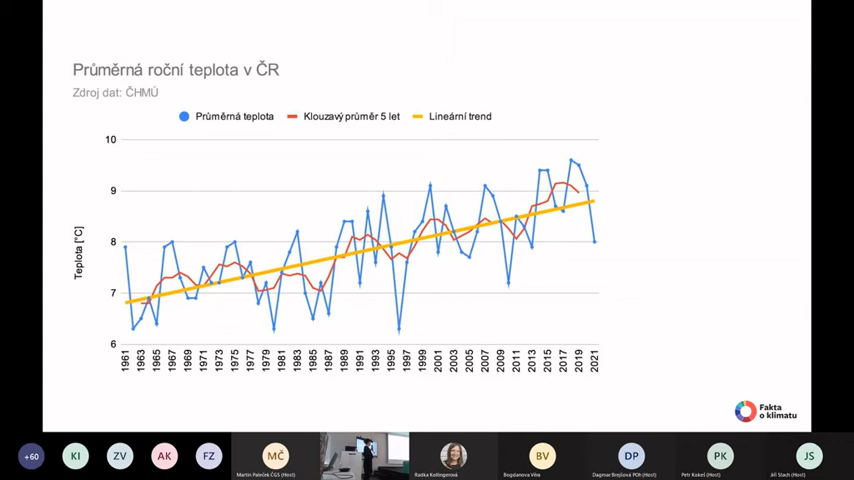 Průměrná roční teplota v ČR
Zdroj dat: ČHMÚ
Průměrná teplota Klouzavý průměr 5 let Lineární trend
10
9
8
7
6
Teplota [°C]
1961 1963 1965 1967 1969 1971 1973 1975 1977 1979 1981 1983 1985 1987 1989 1991 1993 1995 1997 1999 2001 2003 2005 2007 2009 2011 2013 2015 2017 2019 2021
Fakta
o klimatu
+60 KI ZV AK FZ MČ BV DP PK JS
Martin Paleček ČGS (Host) Radka Kollingerová Bogdanova Věra Dagmar Brejšová POh (Host) Petr Kokeš (Host) Jiří Stach (Host)